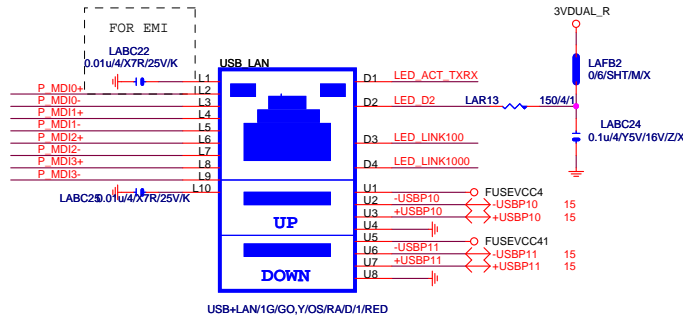 FOR EMI
3VDUAL_R
LABC22
0.01u/4/X7R/25V/K
USB_LAN
LAFB2
0/6/SHT/M/X
L1
D1
LED_ACT_TXRX
P_MDI0+
L2
P_MDI0-
L3
D2
LED_D2
LAR13
150/4/1
P_MDI1+
L4
LABC24
0.1u/4/Y5V/16V/Z/X
P_MDI1-
L5
P_MDI2+
L6
D3
LED_LINK100
P_MDI2-
L7
P_MDI3+
L8
D4
LED_LINK1000
P_MDI3-
L9
LABC25
0.01u/4/X7R/25V/K
L10
U1
FUSEVCC4
U2
-USBP10
-USBP10
15
U3
+USBP10
+USBP10
15
UP
U4
U5
FUSEVCC41
U6
-USBP11
-USBP11
15
U7
+USBP11
+USBP11
15
DOWN
U8
USB+LAN/1G/GO,Y/OS/RA/D/1/RED